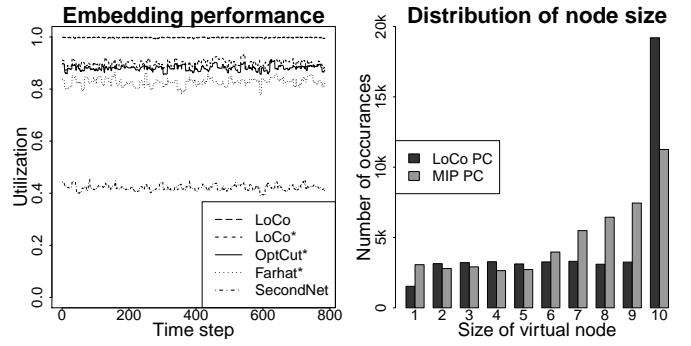 Embedding performance
Utilization
0.0 0.2 0.4 0.6 0.8 1.0
LoCo
LoCo*
OptCut*
Farhat*
SecondNet
0 200 400 600 800
Time step
Distribution of node size
Number of occurances
0 5k 10k 15k 20k
LoCo PC
MIP PC
1 2 3 4 5 6 7 8 9 10
Size of virtual node